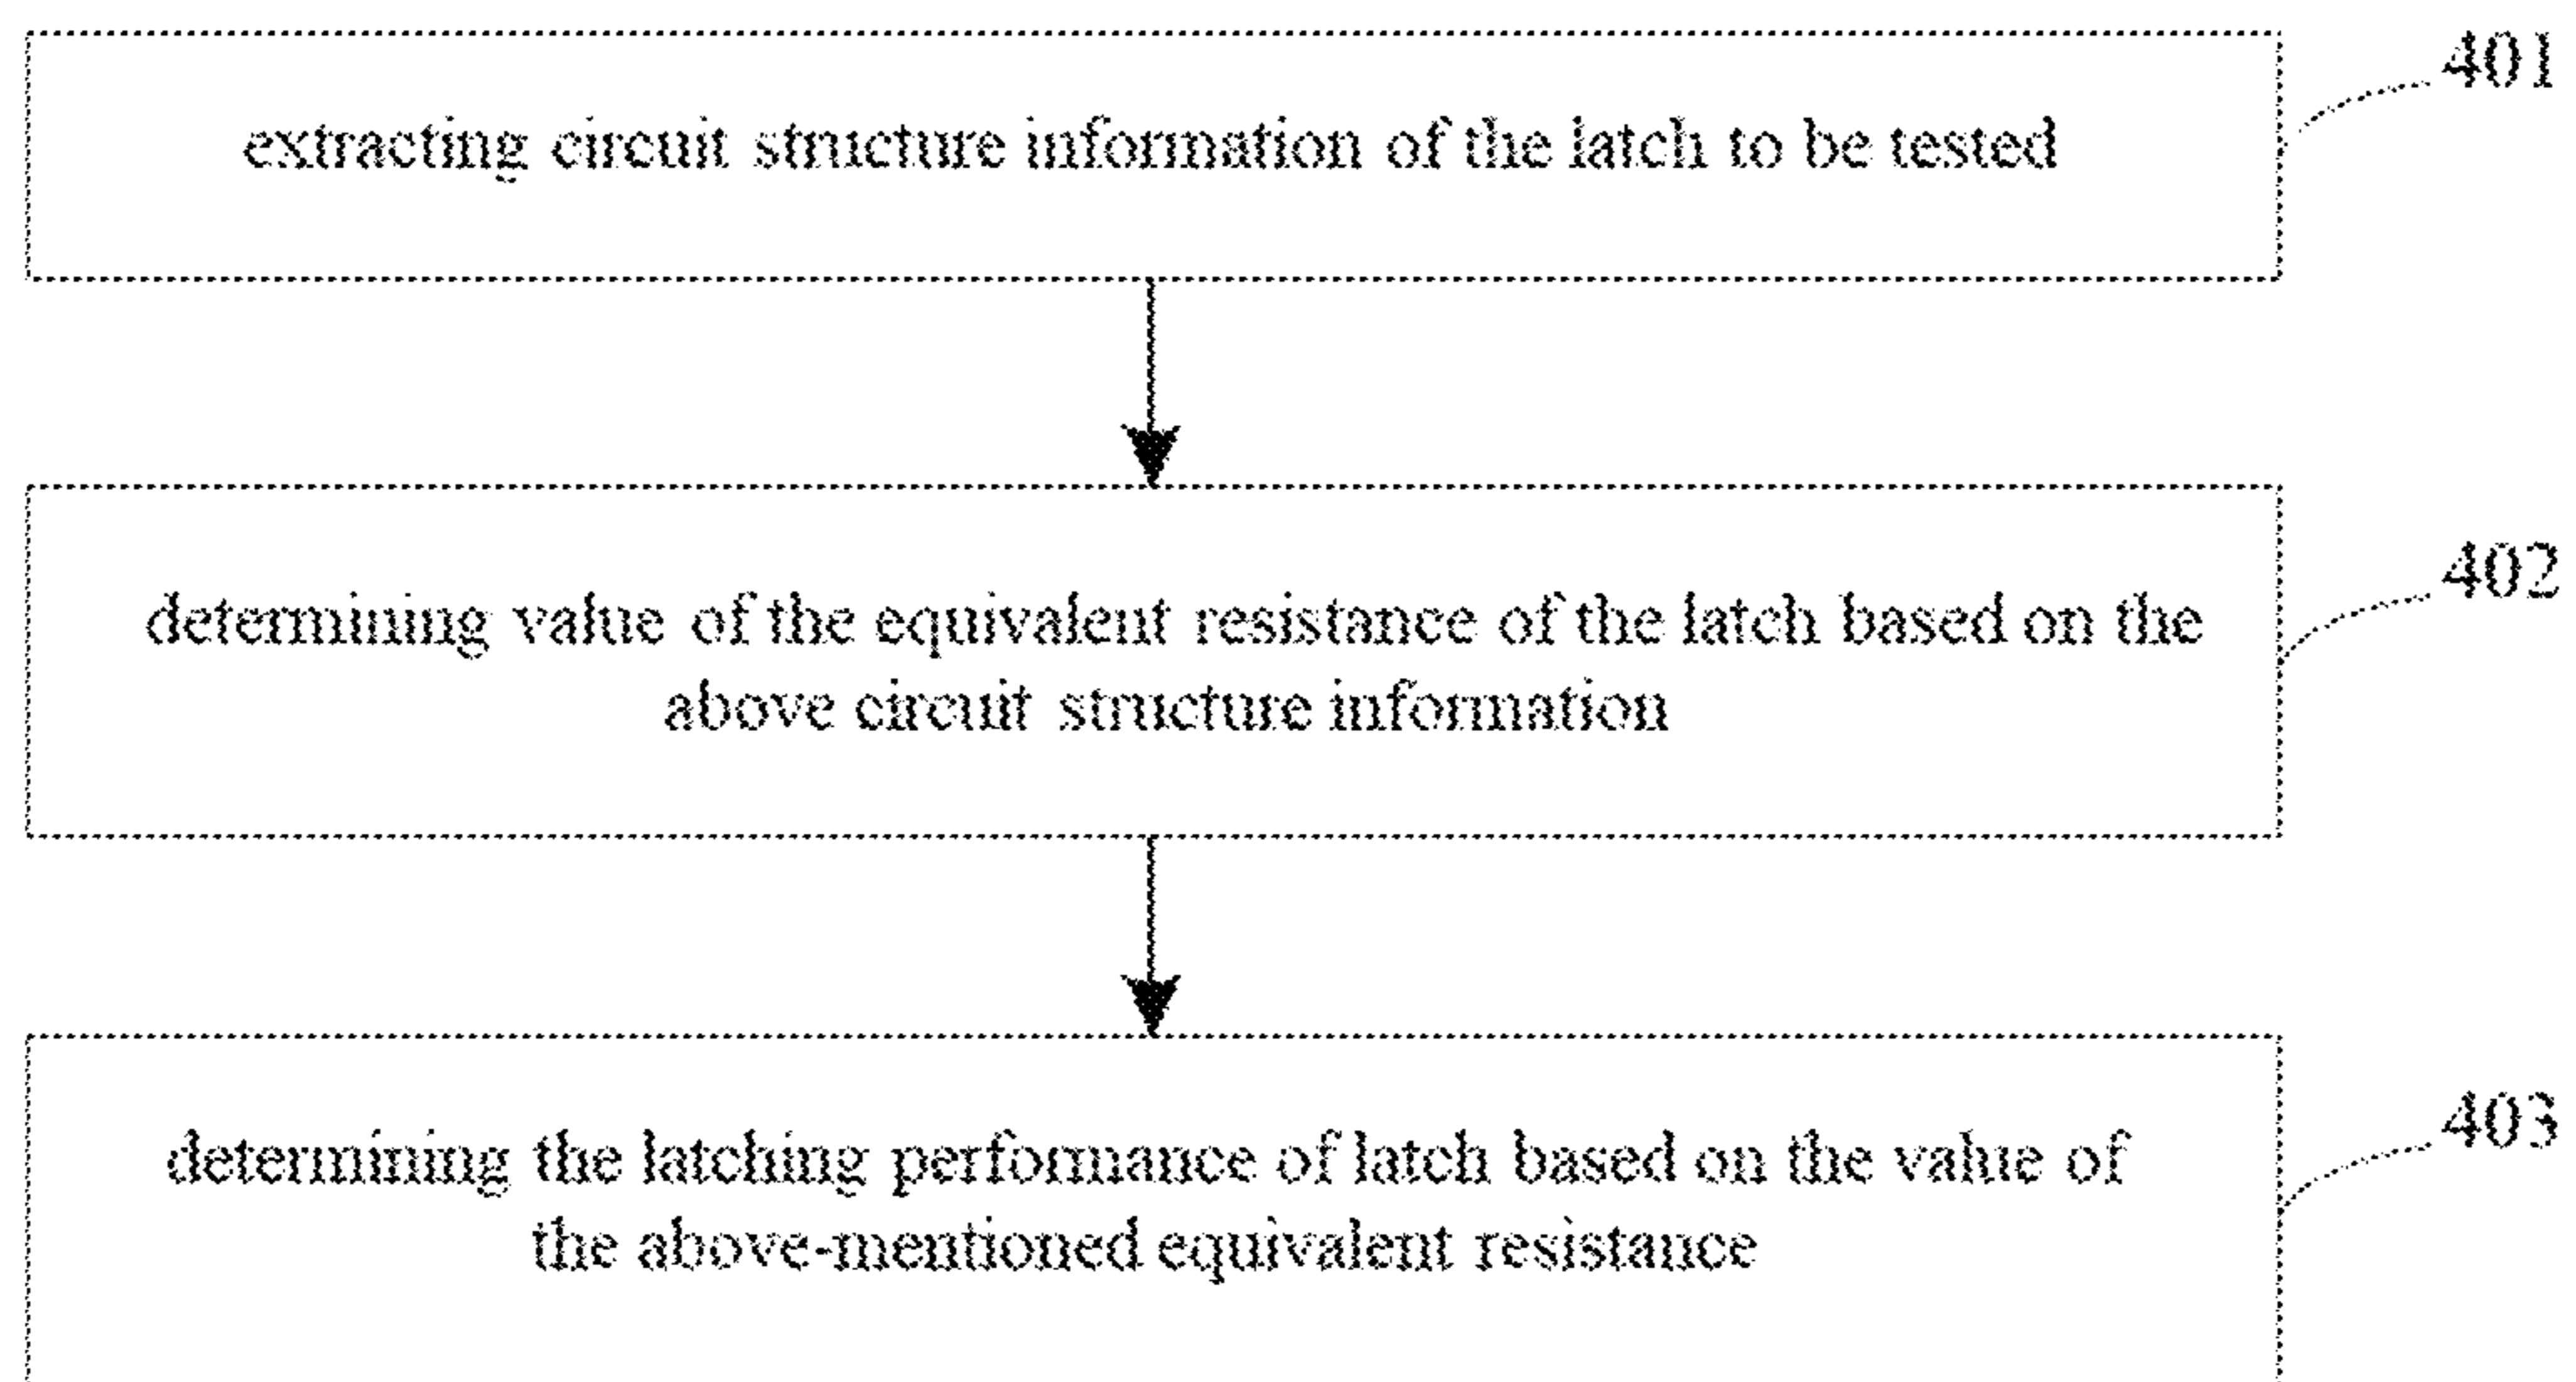 401
extracting circuit structure information of the latch to be tested
402
determining value of the equivalent resistance of the latch based on the
above circuit structure information
403
determining the latching performance of latch based on the value of
the above-mentioned equivalent resistance